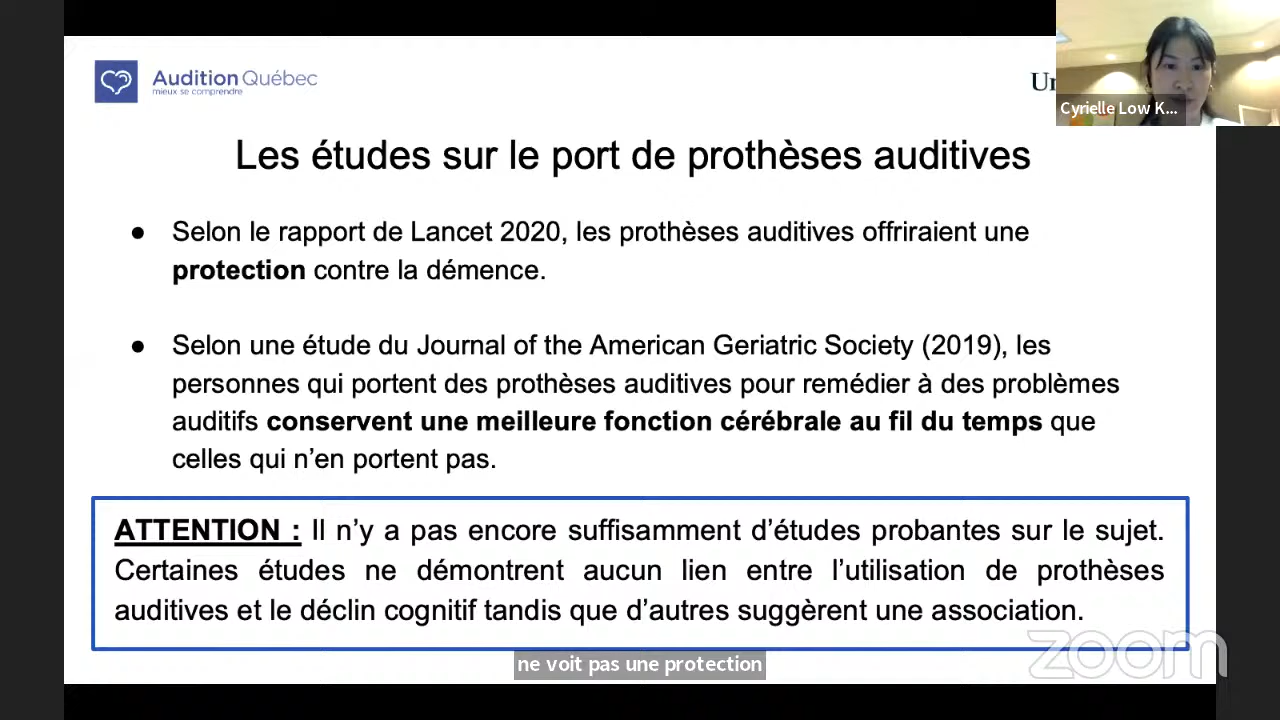 Audition Québec
mieux se comprendre
Cyrielle Low K...
Les études sur le port de prothèses auditives
● Selon le rapport de Lancet 2020, les prothèses auditives offriraient une
protection contre la démence.
● Selon une étude du Journal of the American Geriatric Society (2019), les
personnes qui portent des prothèses auditives pour remédier à des problèmes
auditifs conservent une meilleure fonction cérébrale au fil du temps que
celles qui n'en portent pas.
ATTENTION : Il n'y a pas encore suffisamment d'études probantes sur le sujet.
Certaines études ne démontrent aucun lien entre l'utilisation de prothèses
auditives et le déclin cognitif tandis que d'autres suggèrent une association.
zoom
ne voit pas une protection